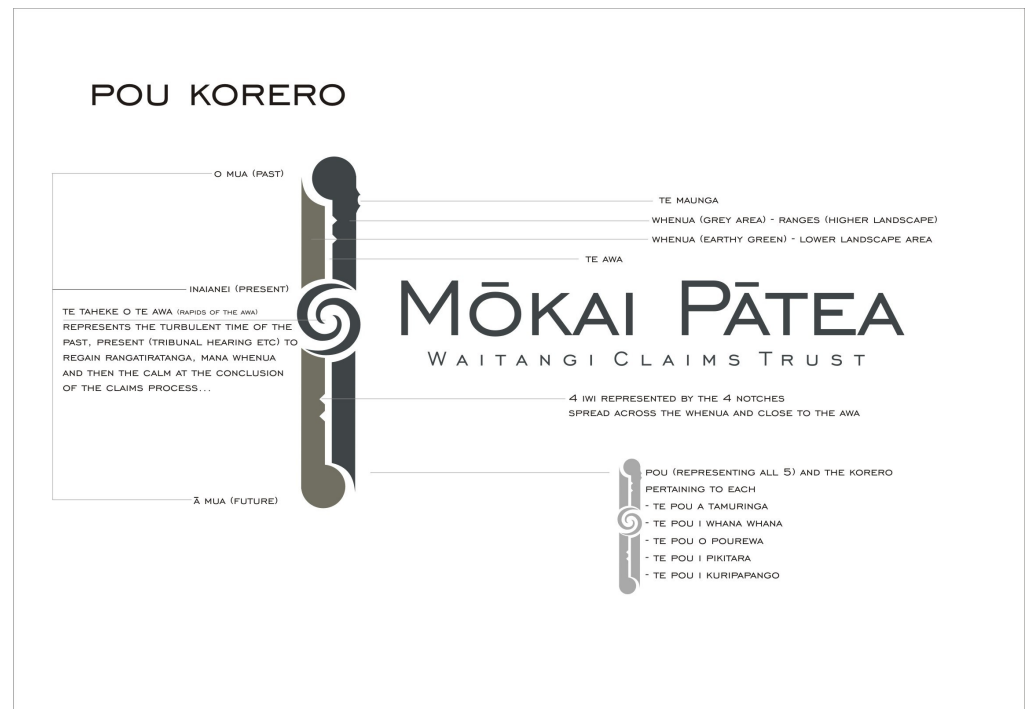 POU KORERO
O MUA (PAST)
INAIANEI (PRESENT)
TE TAHEKE O TE AWA (RAPIDS OF THE AWA)
REPRESENTS THE TURBULENT TIME OF THE
PAST, PRESENT (TRIBUNAL HEARING ETC) TO
REGAIN RANGATIRATANGA, MANA WHENUA
AND THEN THE CALM AT THE CONCLUSION
OF THE CLAIMS PROCESS...
Ā MUA (FUTURE)
TE MAUNGA
WHENUA (GREY AREA) - RANGES (HIGHER LANDSCAPE)
WHENUA (EARTHY GREEN) - LOWER LANDSCAPE AREA
TE AWA
MŌKAI PĀTEA
WAITANGI CLAIMS TRUST
4 IWI REPRESENTED BY THE 4 NOTCHES
SPREAD ACROSS THE WHENUA AND CLOSE TO THE AWA
POU (REPRESENTING ALL 5) AND THE KORERO
PERTAINING TO EACH
- TE POU A TAMURINGA
- TE POU I WHANA WHANA
- TE POU O POUREWA
- TE POU I PIKITARA
- TE POU I KURIPAPANGO